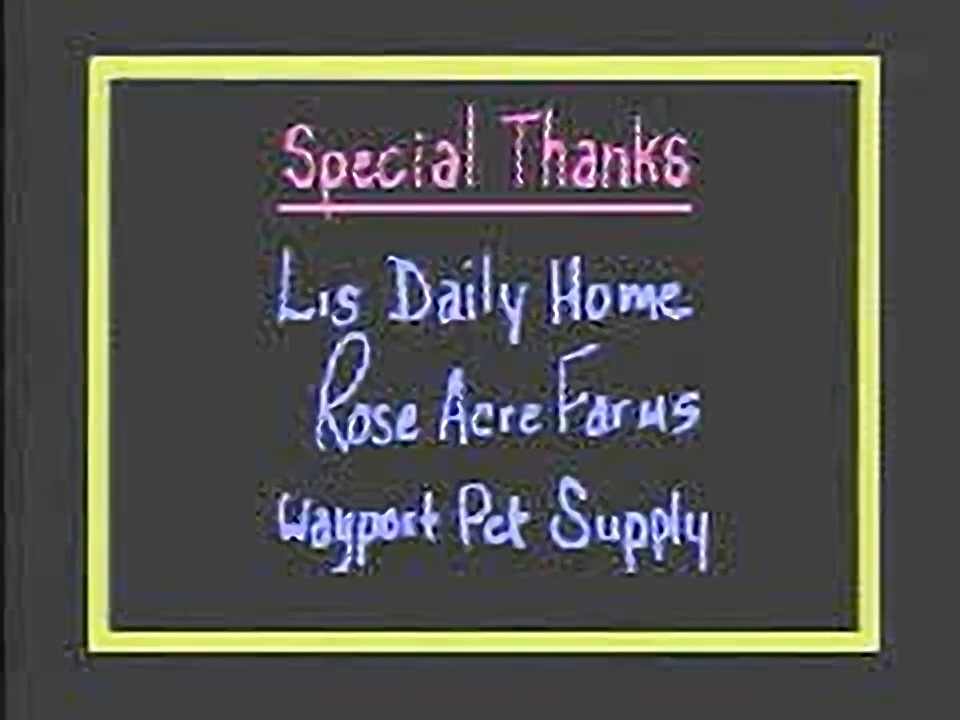 Special Thanks
Lis Daily Home
Rose Acre Farms
Wayport Pet Supply